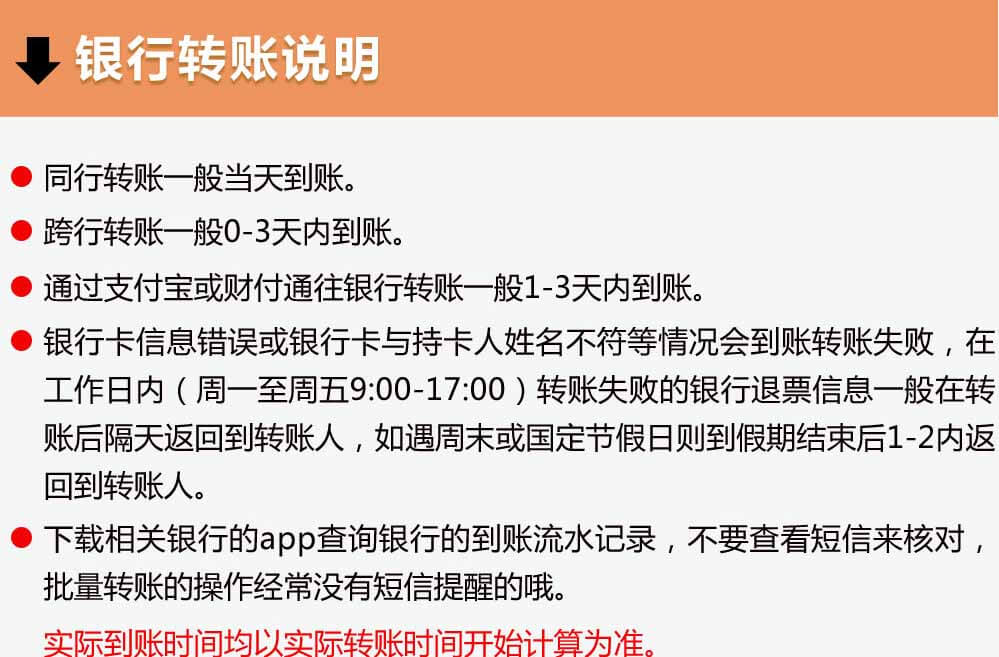 银行转账说明
同行转账一般当天到账。
跨行转账一般0-3天内到账。
通过支付宝或财付通往银行转账一般1-3天内到账。
银行卡信息错误或银行卡与持卡人姓名不符等情况会到账转账失败，在
工作日内（周一至周五9:00-17:00）转账失败的银行退票信息一般在转
账后隔天返回到转账人，如遇周末或国定节假日则到假期结束后1-2内返
回到转账人。
下载相关银行的app查询银行的到账流水记录，不要查看短信来核对，
批量转账的操作经常没有短信提醒的哦。
实际到账时间均以实际转账时间开始计算为准。